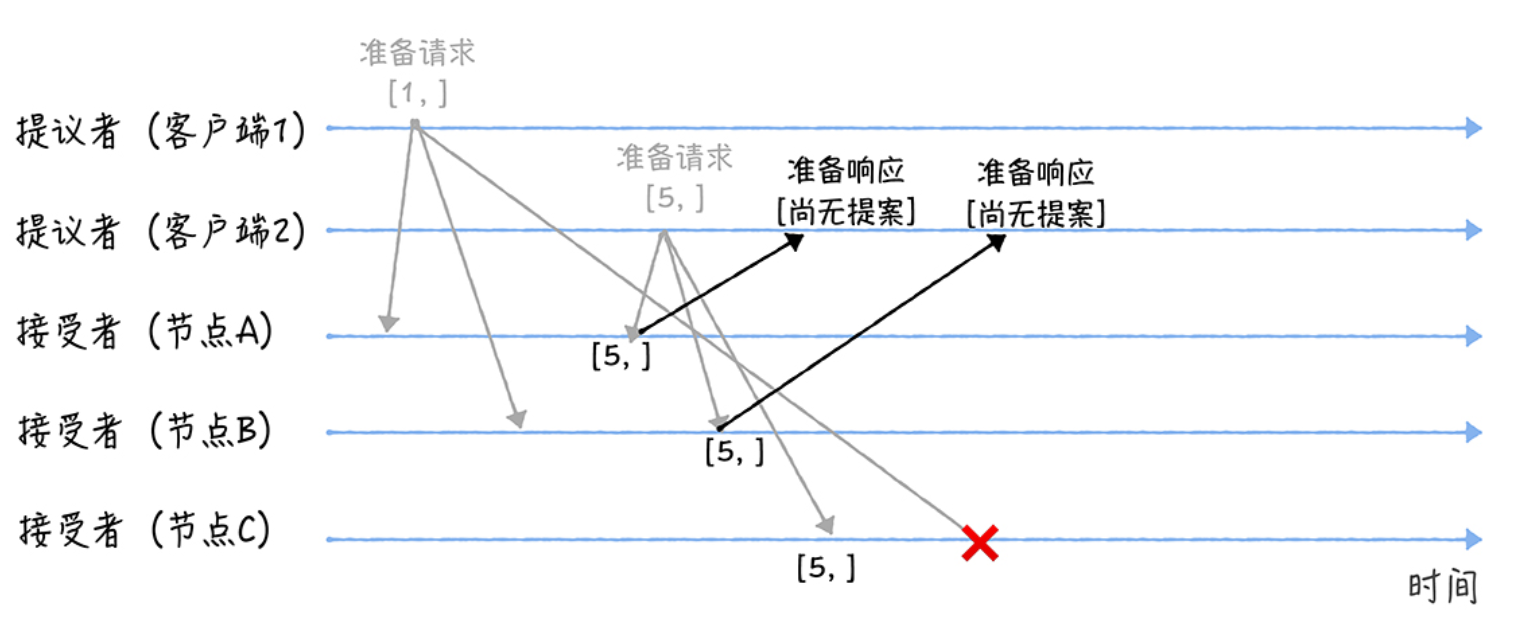 准备请求
[1, ]
提议者（客户端1）
准备请求
[5, ]
准备响应
[尚无提案]
准备响应
[尚无提案]
提议者（客户端2）
接受者（节点A）
[5, ]
接受者（节点B）
[5, ]
接受者（节点C）
[5, ]
时间